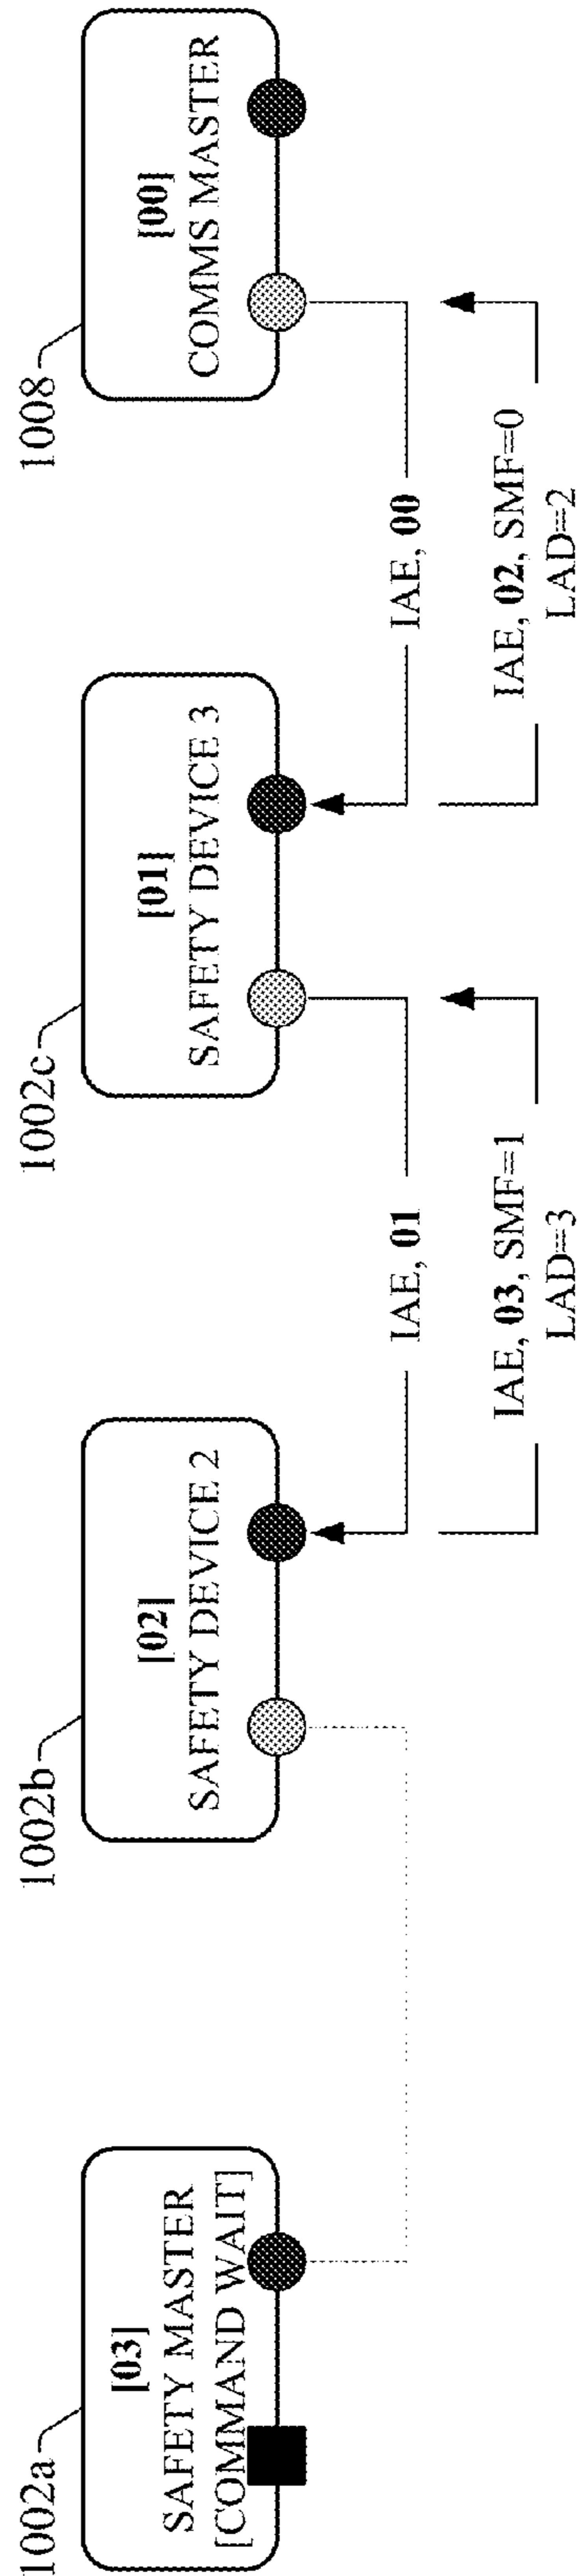 1002a
[03]
SAFETY MASTER
[COMMAND WAIT]
1002b
[02]
SAFETY DEVICE 2
1002c
[01]
SAFETY DEVICE 3
1008
[00]
COMMS MASTER
IAE, 01
IAE, 03, SMF=1
LAD=3
IAE, 00
IAE, 02, SMF=0
LAD=2